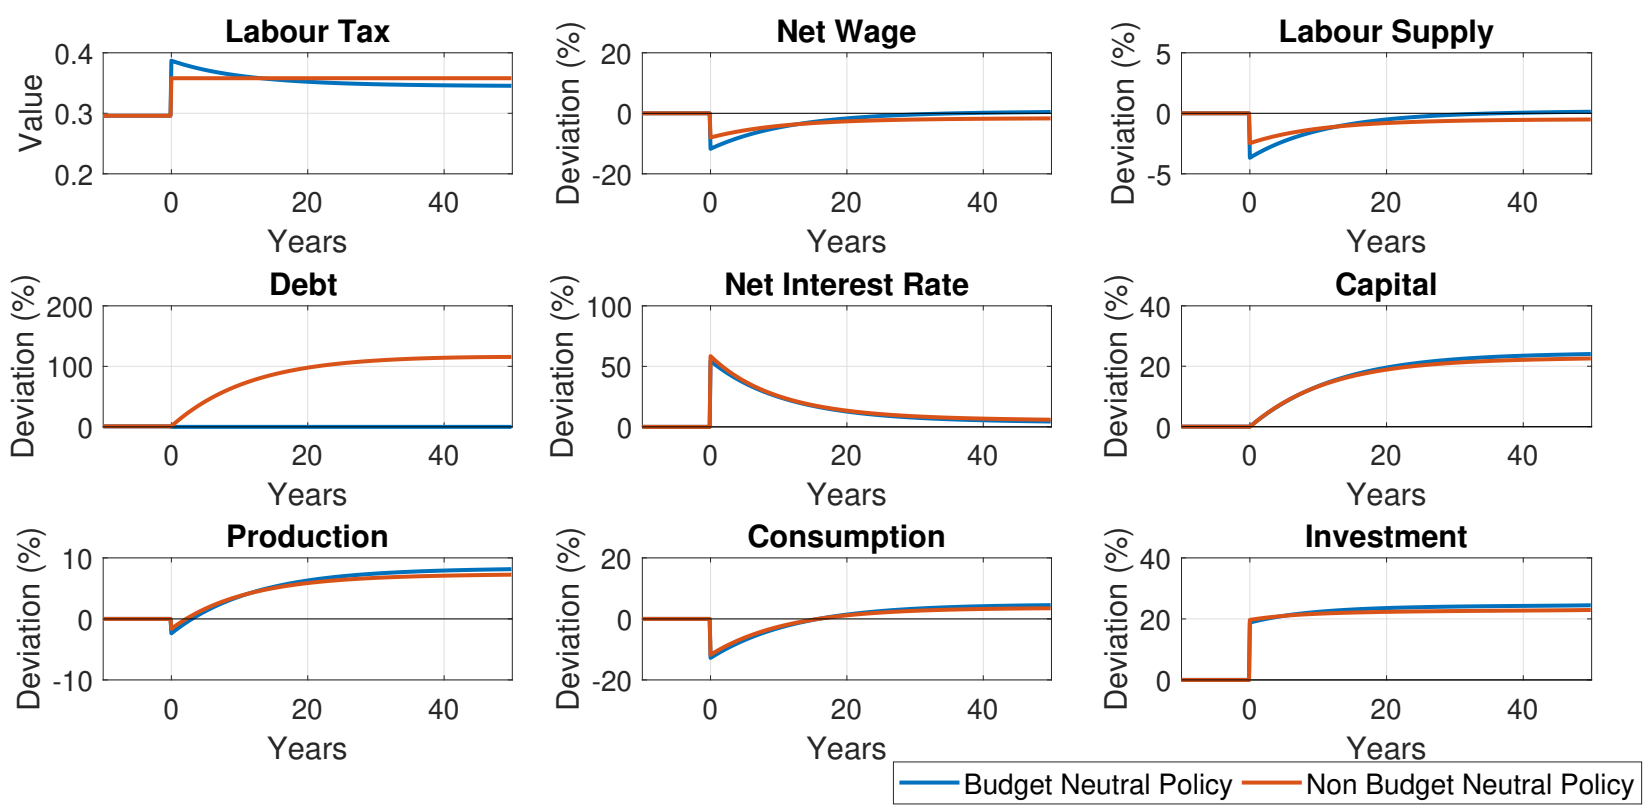 Labour Tax
Value
0.4
0.3
0.2
0
20
40
Years
Net Wage
Deviation (%)
20
0
-20
0
20
40
Years
Labour Supply
Deviation (%)
5
0
-5
0
20
40
Years
Debt
Deviation (%)
200
100
0
0
20
40
Years
Net Interest Rate
Deviation (%)
100
50
0
0
20
40
Years
Capital
Deviation (%)
40
20
0
0
20
40
Years
Production
Deviation (%)
10
0
-10
0
20
40
Years
Consumption
Deviation (%)
20
0
-20
0
20
40
Years
Investment
Deviation (%)
40
20
0
0
20
40
Years
Budget Neutral Policy
Non Budget Neutral Policy